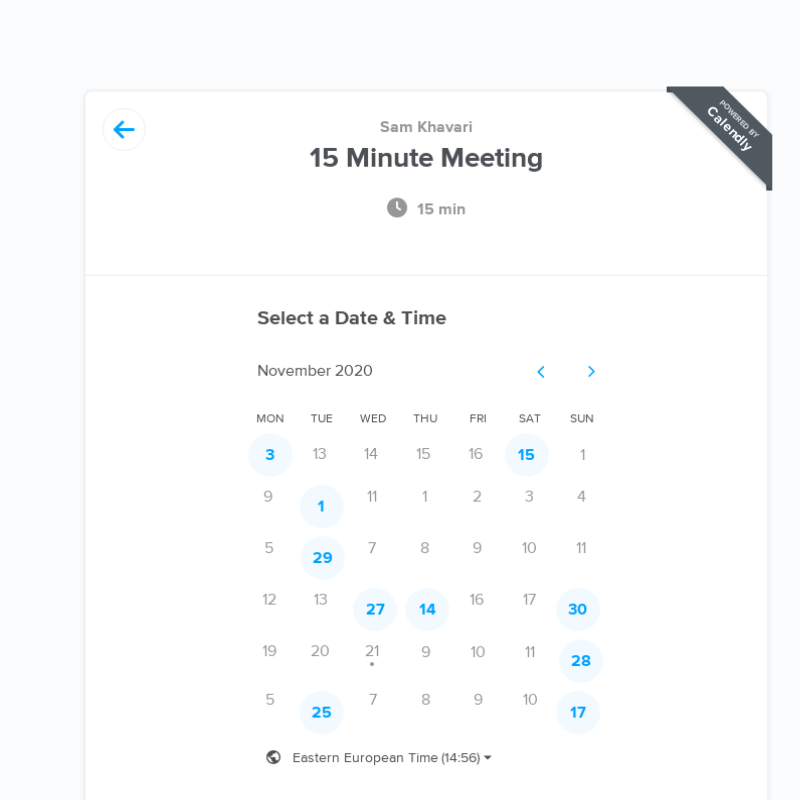 POWERED BY
Calendly
Sam Khavari
15 Minute Meeting
15 min
Select a Date & Time
November 2020
MON TUE WED THU FRI SAT SUN
3 13 14 15 16 15 1
9 1 11 1 2 3 4
5 29 7 8 9 10 11
12 13 27 14 16 17 30
19 20 21 9 10 11 28
5 25 7 8 9 10 17
Eastern European Time (14:56)